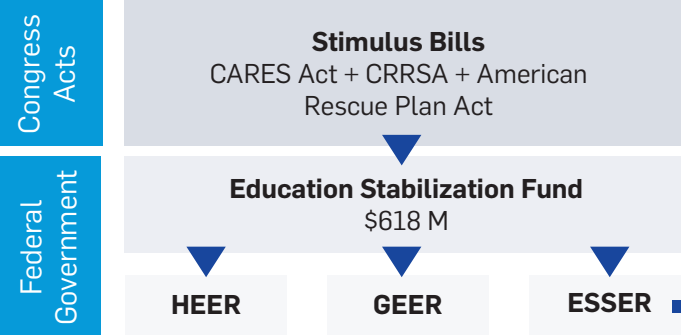 Congress
Acts
Stimulus Bills
CARES Act + CRRSA + American
Rescue Plan Act
Federal
Government
Education Stabilization Fund
$618 M
HEER
GEER
ESSER